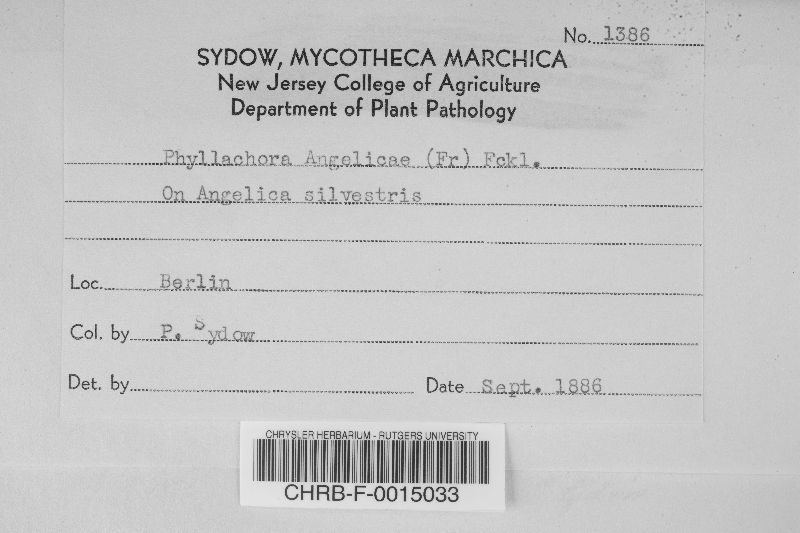 No. 1386
SYDOW, MYCOTHECA MARCHICA
New Jersey College of Agriculture
Department of Plant Pathology
Phyllachora Angelicae (Fr) Fckl.
On Angelica silvestris
Loc. Berlin
Col. by P. Sydow
Det. by
Date Sept. 1886
CHRYSLER HERBARIUM - RUTGERS UNIVERSITY
CHRB-F-0015033